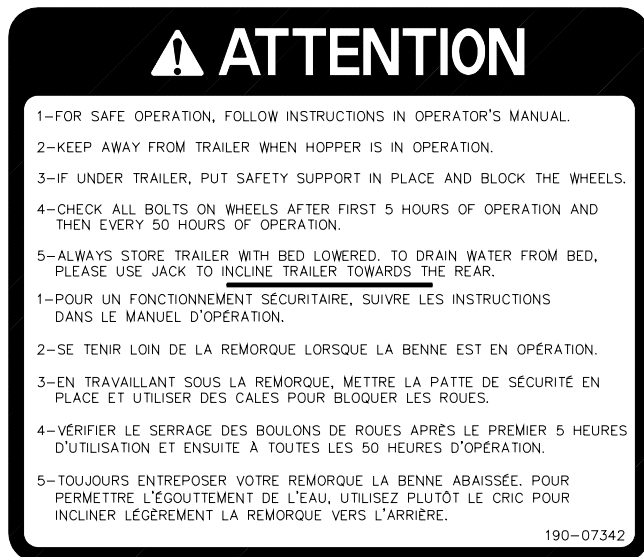 ATTENTION
1-FOR SAFE OPERATION, FOLLOW INSTRUCTIONS IN OPERATOR'S MANUAL.
2-KEEP AWAY FROM TRAILER WHEN HOPPER IS IN OPERATION.
3-IF UNDER TRAILER, PUT SAFETY SUPPORT IN PLACE AND BLOCK THE WHEELS.
4-CHECK ALL BOLTS ON WHEELS AFTER FIRST 5 HOURS OF OPERATION AND
THEN EVERY 50 HOURS OF OPERATION.
5-ALWAYS STORE TRAILER WITH BED LOWERED. TO DRAIN WATER FROM BED,
PLEASE USE JACK TO INCLINE TRAILER TOWARDS THE REAR.
1-POUR UN FONCTIONNEMENT SÉCURITAIRE, SUIVRE LES INSTRUCTIONS
DANS LE MANUEL D'OPÉRATION.
2-SE TENIR LOIN DE LA REMORQUE LORSQUE LA BENNE EST EN OPÉRATION.
3-EN TRAVAILLANT SOUS LA REMORQUE, METTRE LA PATTE DE SÉCURITÉ EN
PLACE ET UTILISER DES CALES POUR BLOQUER LES ROUES.
4-VÉRIFIER LE SERRAGE DES BOULONS DE ROUES APRÈS LE PREMIER 5 HEURES
D'UTILISATION ET ENSUITE À TOUTES LES 50 HEURES D'OPÉRATION.
5-TOUJOURS ENTREPOSER VOTRE REMORQUE LA BENNE ABAISSÉE. POUR
PERMETTRE L'ÉGOUTTEMENT DE L'EAU, UTILISEZ PLUTÔT LE CRIC POUR
INCLINER LÉGÈREMENT LA REMORQUE VERS L'ARRIÈRE.
190-07342